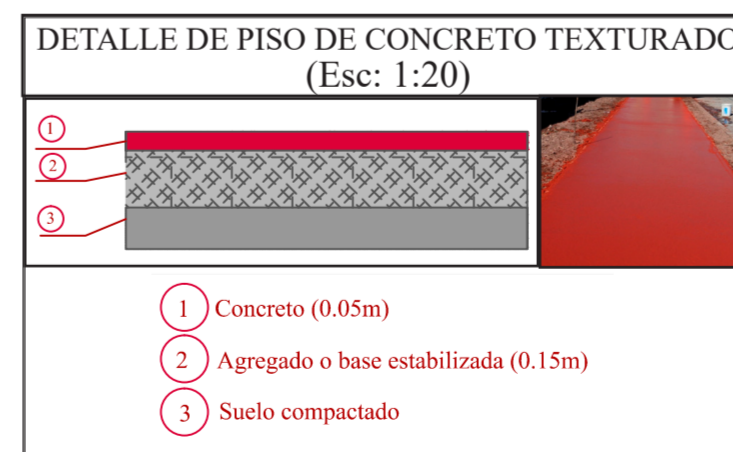 DETALLE DE PISO DE CONCRETO TEXTURADO
(Esc: 1:20)
1
2
3
1 Concreto (0.05m)
2 Agregado o base estabilizada (0.15m)
3 Suelo compactado